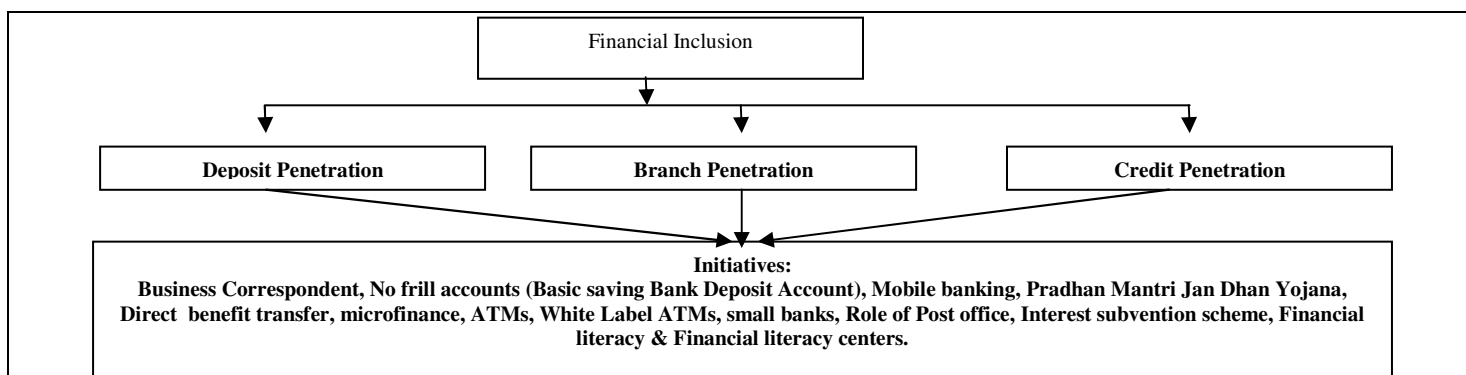 Financial Inclusion
Deposit Penetration
Branch Penetration
Credit Penetration
Initiatives:
Business Correspondent, No frill accounts (Basic saving Bank Deposit Account), Mobile banking, Pradhan Mantri Jan Dhan Yojana,
Direct benefit transfer, microfinance, ATMs, White Label ATMs, small banks, Role of Post office, Interest subvention scheme, Financial
literacy & Financial literacy centers.